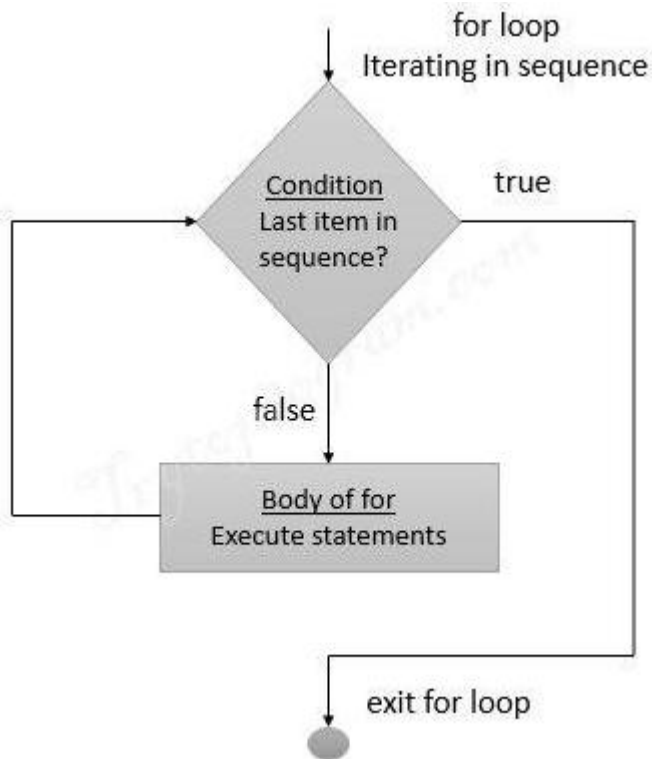 for loop
Iterating in sequence
Condition
Last item in
sequence?
true
false
Body of for
Execute statements
exit for loop